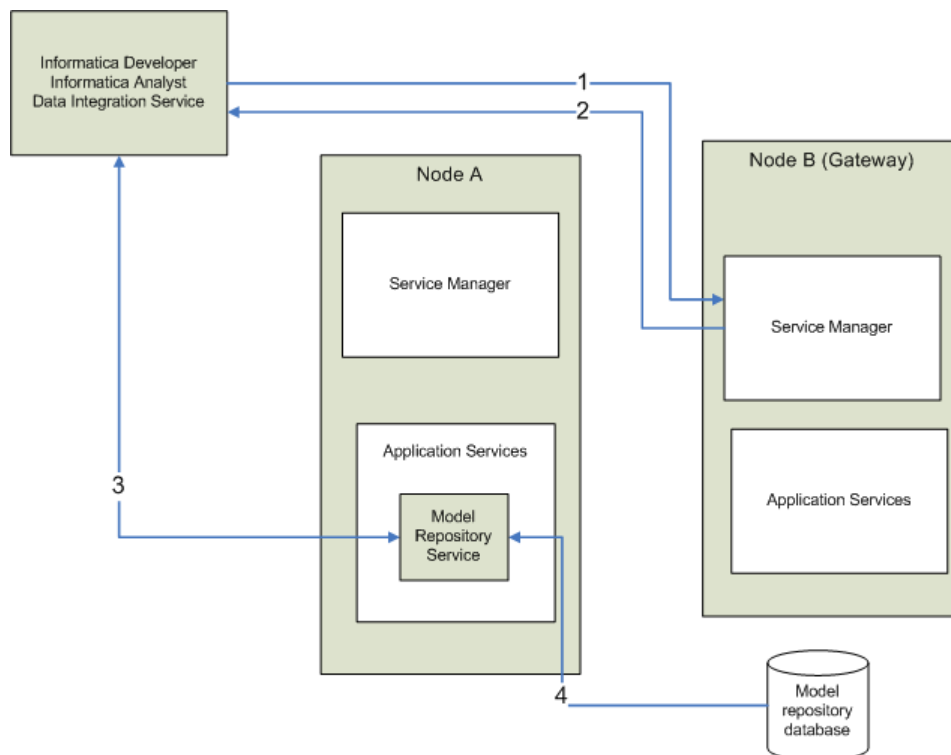 Informatica Developer
Informatica Analyst
Data Integration Service
1
2
Node A
Node B (Gateway)
Service Manager
Service Manager
Application Services
Application Services
3
Model
Repository
Service
4
Model
repository
database